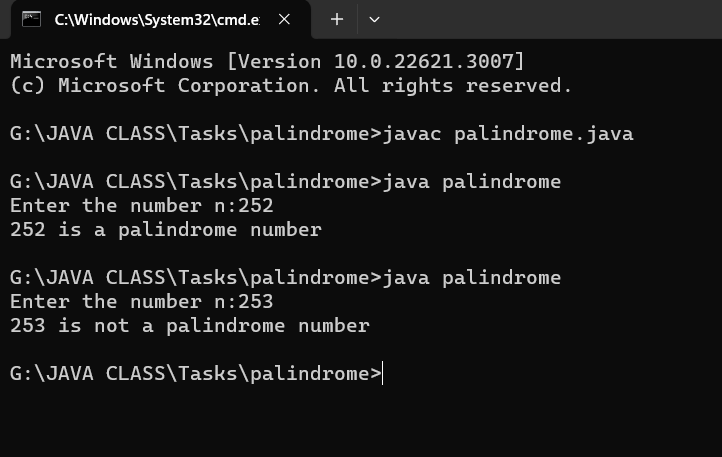 C:\Windows\System32\cmd.e
Microsoft Windows [Version 10.0.22621.3007]
(c) Microsoft Corporation. All rights reserved.
G:\JAVA CLASS\Tasks\palindrome>javac palindrome.java
G:\JAVA CLASS\Tasks\palindrome>java palindrome
Enter the number n:252
252 is a palindrome number
G:\JAVA CLASS\Tasks\palindrome>java palindrome
Enter the number n:253
253 is not a palindrome number
G:\JAVA CLASS\Tasks\palindrome>